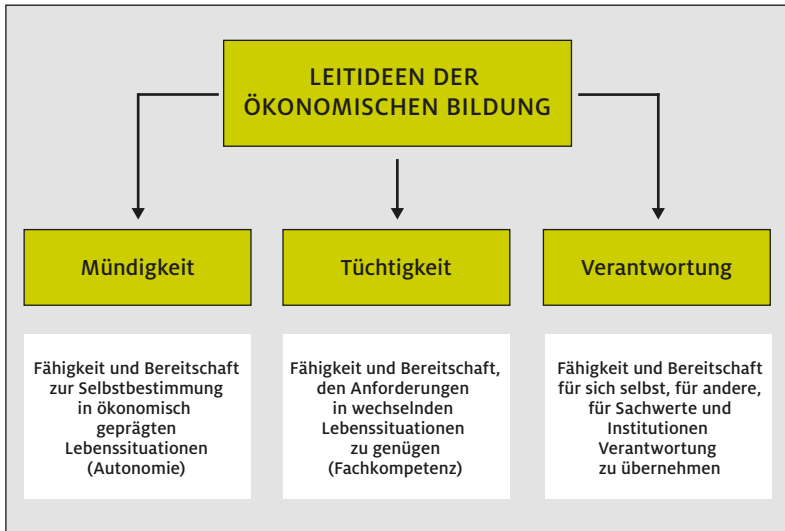 LEITIDEEN DER
ÖKONOMISCHEN BILDUNG
Mündigkeit
Tüchtigkeit
Verantwortung
Fähigkeit und Bereitschaft
zur Selbstbestimmung
in ökonomisch
geprägten
Lebenssituationen
(Autonomie)
Fähigkeit und Bereitschaft,
den Anforderungen
in wechselnden
Lebenssituationen
zu genügen
(Fachkompetenz)
Fähigkeit und Bereitschaft
für sich selbst, für andere,
für Sachwerte und
Institutionen
Verantwortung
zu übernehmen